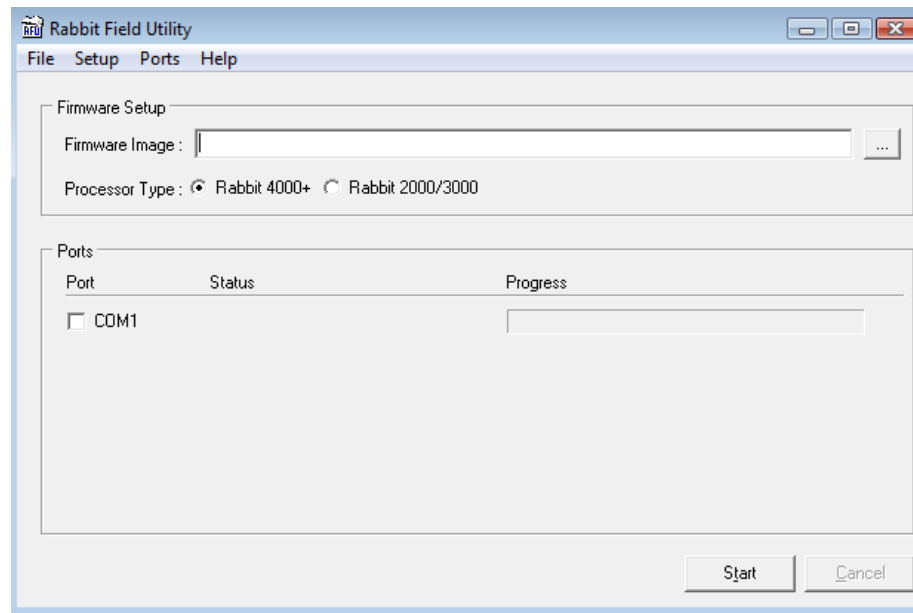 RFU Rabbit Field Utility
File Setup Ports Help
Firmware Setup
Firmware Image :
...
Processor Type : Rabbit 4000+ Rabbit 2000/3000
Ports
Port Status Progress
COM1
Start Cancel